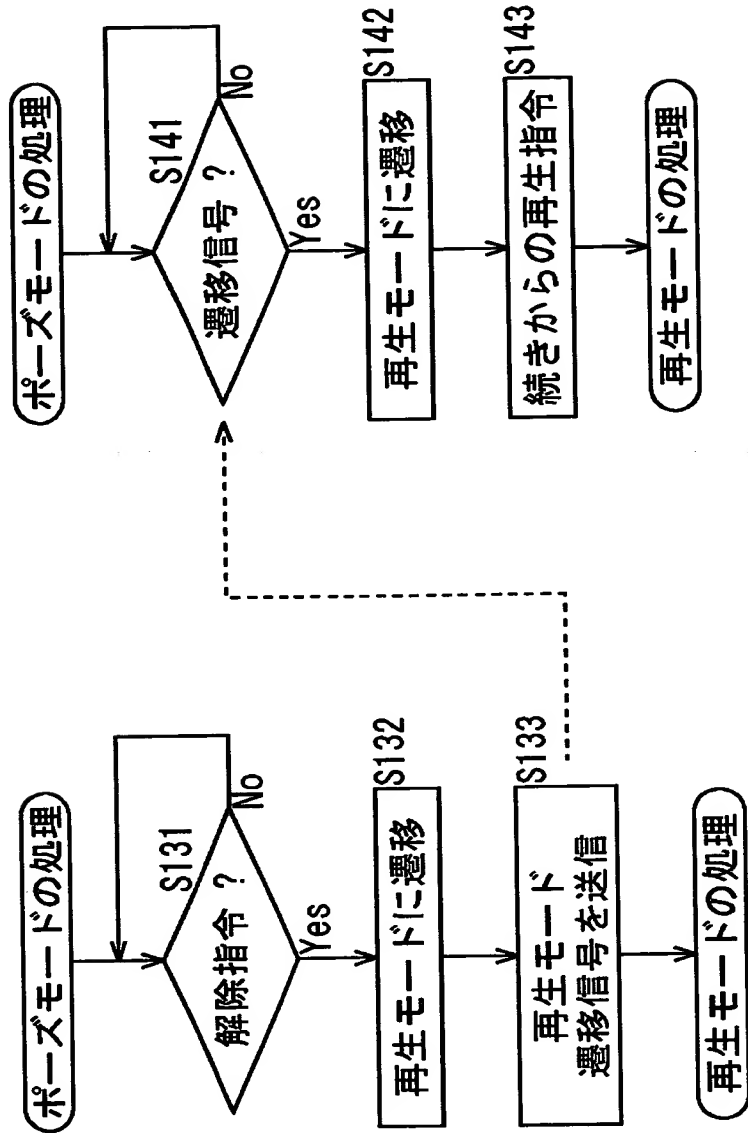 ポーズモードの処理
S131
解除指令 ?
No
Yes
S132
再生モードに遷移
S133
再生モード
遷移信号を送信
再生モードの処理
ポーズモードの処理
S141
遷移信号 ?
No
Yes
S142
再生モードに遷移
S143
続きからの再生指令
再生モードの処理